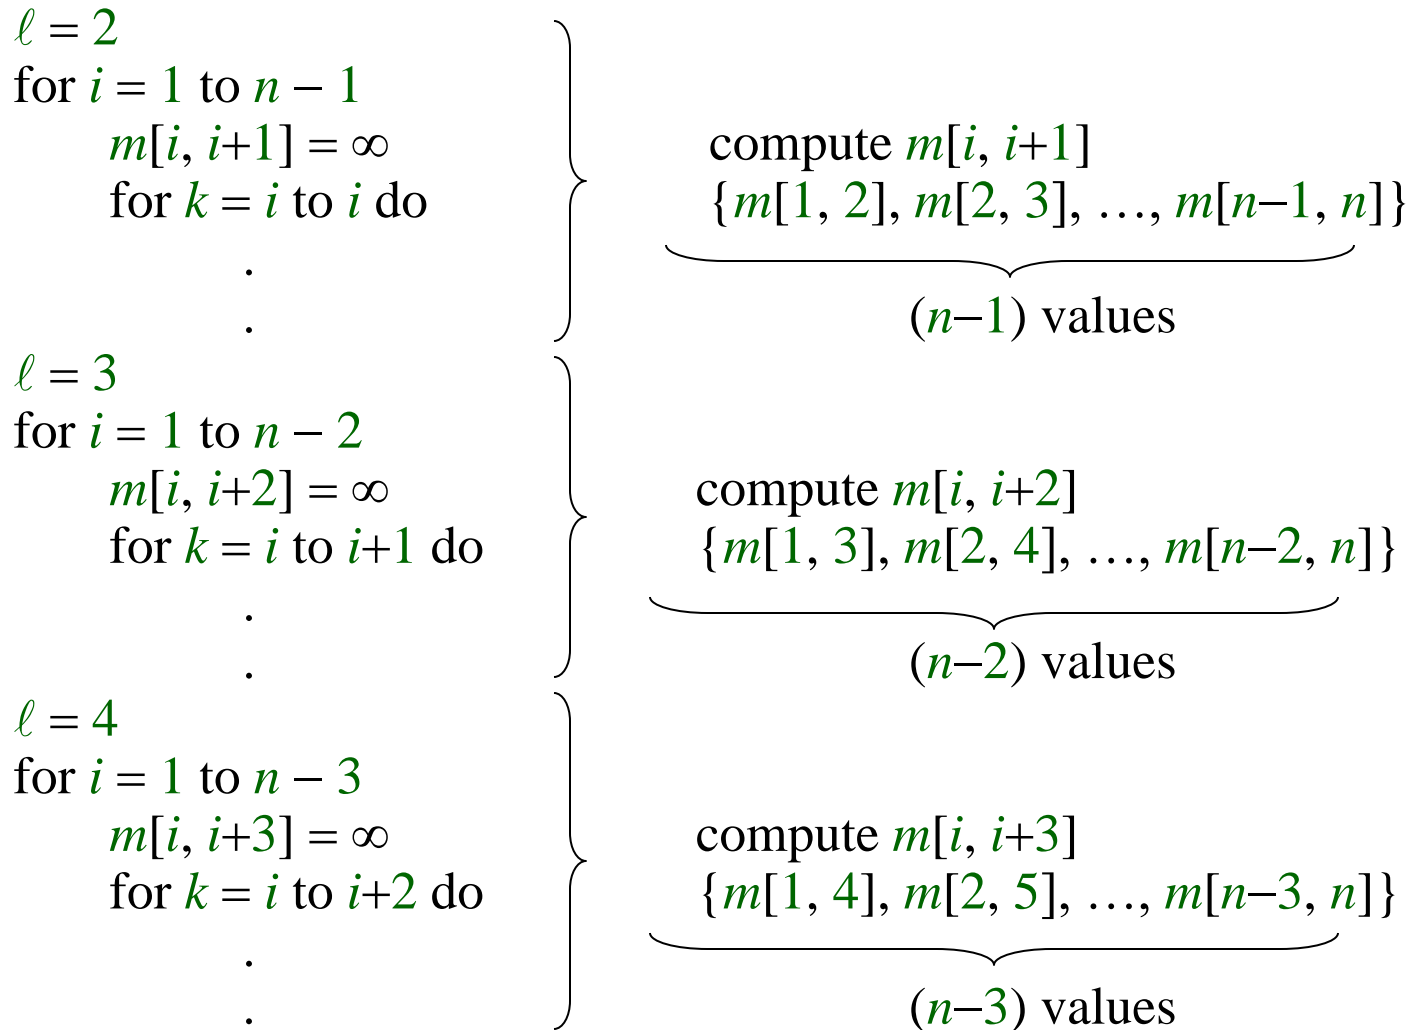 ℓ = 2
for i = 1 to n – 1
m[i, i+1] = ∞
for k = i to i do
.
.
compute m[i, i+1]
{m[1, 2], m[2, 3], …, m[n–1, n]}
(n–1) values
ℓ = 3
for i = 1 to n – 2
m[i, i+2] = ∞
for k = i to i+1 do
.
.
compute m[i, i+2]
{m[1, 3], m[2, 4], …, m[n–2, n]}
(n–2) values
ℓ = 4
for i = 1 to n – 3
m[i, i+3] = ∞
for k = i to i+2 do
.
.
compute m[i, i+3]
{m[1, 4], m[2, 5], …, m[n–3, n]}
(n–3) values